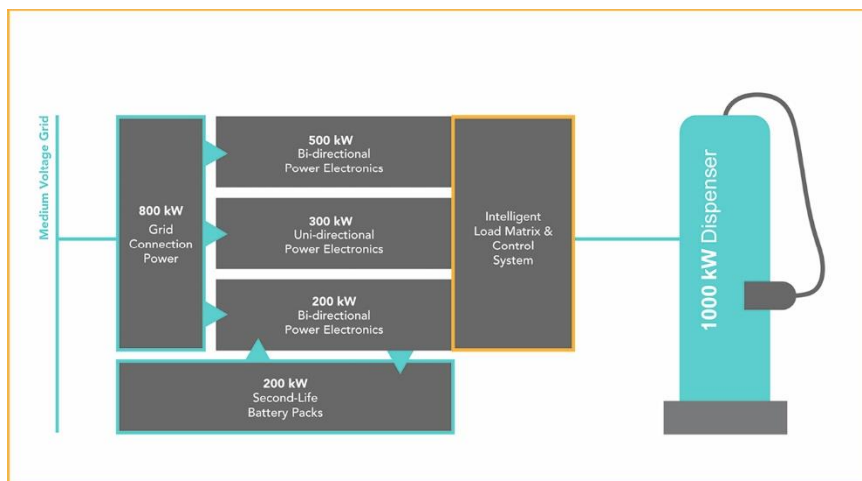 Medium Voltage Grid
800 kW
Grid
Connection
Power
500 kW
Bi-directional
Power Electronics
300 kW
Uni-directional
Power Electronics
200 kW
Bi-directional
Power Electronics
200 kW
Second-Life
Battery Packs
Intelligent
Load Matrix &
Control
System
1000 kW Dispenser